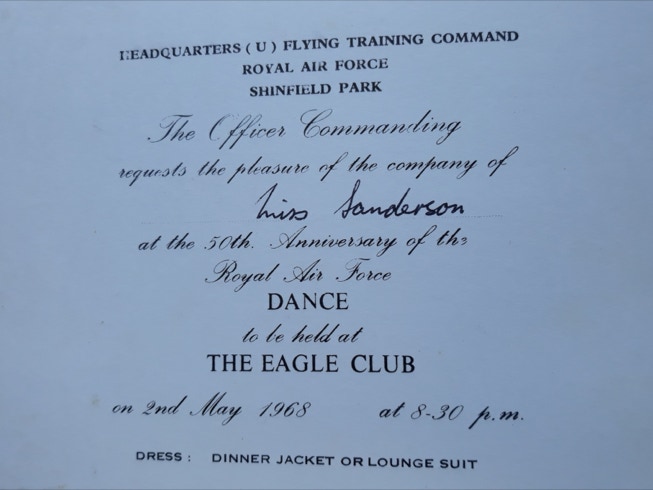 HEADQUARTERS ( U ) FLYING TRAINING COMMAND
ROYAL AIR FORCE
SHINFIELD PARK
The Officer Commanding
requests the pleasure of the company of
Miss Sanderson
at the 50th. Anniversary of the
Royal Air Force
DANCE
to be held at
THE EAGLE CLUB
on 2nd May 1968 at 8-30 p.m.
DRESS : DINNER JACKET OR LOUNGE SUIT